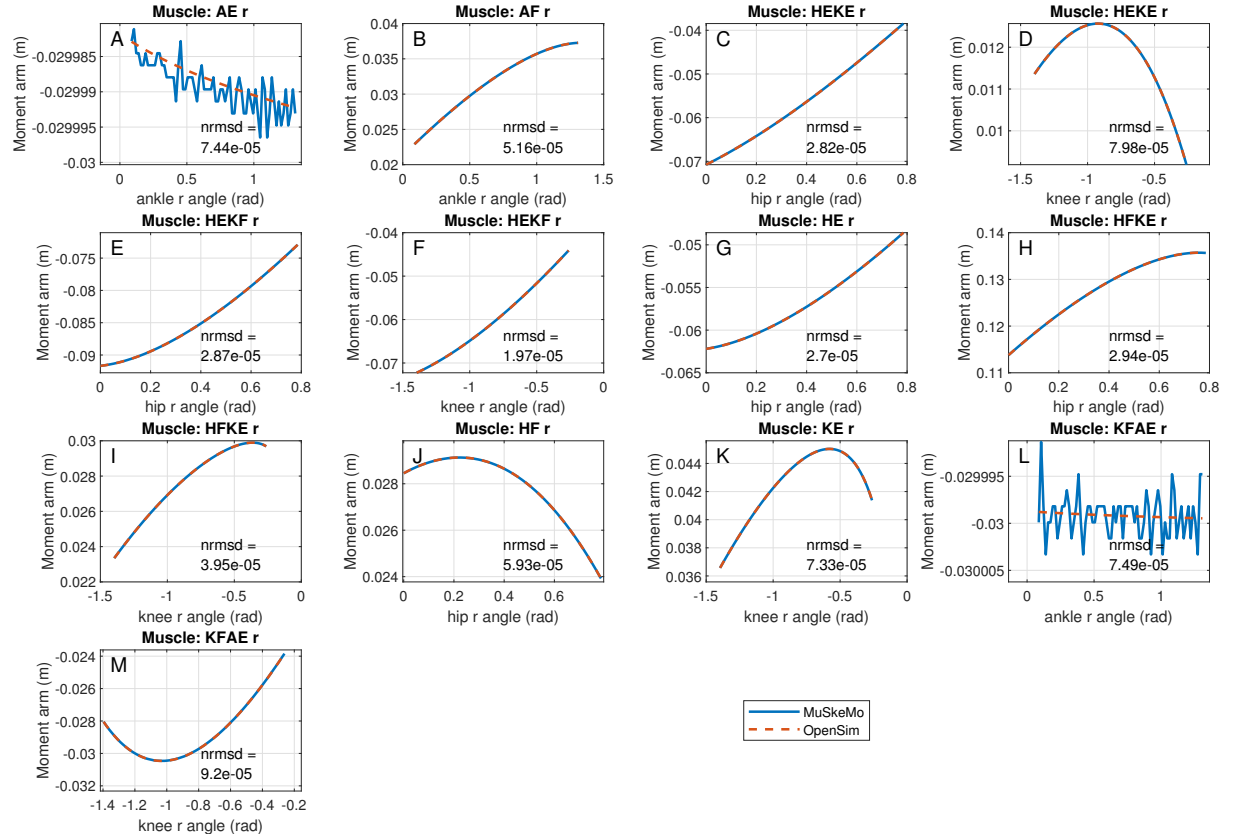 Muscle: AE r
A
Moment arm (m)
-0.029985
-0.02999
-0.029995
-0.03
nrmsd =
7.44e-05
0
0.5
1
ankle r angle (rad)
Muscle: AF r
B
Moment arm (m)
0.04
0.035
0.03
0.025
0.02
nrmsd =
5.16e-05
0
0.5
1
1.5
ankle r angle (rad)
Muscle: HEKE r
C
Moment arm (m)
-0.04
-0.05
-0.06
-0.07
nrmsd =
2.82e-05
0
0.2
0.4
0.6
0.8
hip r angle (rad)
Muscle: HEKE r
D
Moment arm (m)
0.012
0.011
0.01
nrmsd =
7.98e-05
-1.5
-1
-0.5
knee r angle (rad)
Muscle: HEKF r
E
Moment arm (m)
-0.075
-0.08
-0.085
-0.09
nrmsd =
2.87e-05
0
0.2
0.4
0.6
0.8
hip r angle (rad)
Muscle: HEKF r
F
Moment arm (m)
-0.04
-0.05
-0.06
-0.07
nrmsd =
1.97e-05
-1.5
-1
-0.5
0
knee r angle (rad)
Muscle: HE r
G
Moment arm (m)
-0.05
-0.055
-0.06
-0.065
nrmsd =
2.7e-05
0
0.2
0.4
0.6
0.8
hip r angle (rad)
Muscle: HFKE r
H
Moment arm (m)
0.14
0.13
0.12
0.11
nrmsd =
2.94e-05
0
0.2
0.4
0.6
0.8
hip r angle (rad)
Muscle: HFKE r
I
Moment arm (m)
0.03
0.028
0.026
0.024
0.022
nrmsd =
3.95e-05
-1.5
-1
-0.5
0
knee r angle (rad)
Muscle: HF r
J
Moment arm (m)
0.028
0.026
0.024
nrmsd =
5.93e-05
0
0.2
0.4
0.6
hip r angle (rad)
Muscle: KE r
K
Moment arm (m)
0.044
0.042
0.04
0.038
0.036
nrmsd =
7.33e-05
-1.5
-1
-0.5
0
knee r angle (rad)
Muscle: KFAE r
L
Moment arm (m)
-0.029995
-0.03
-0.030005
nrmsd =
7.49e-05
0
0.5
1
ankle r angle (rad)
Muscle: KFAE r
M
Moment arm (m)
-0.024
-0.026
-0.028
-0.03
-0.032
nrmsd =
9.2e-05
-1.4
-1.2
-1
-0.8
-0.6
-0.4
-0.2
knee r angle (rad)
MuSkeMo
OpenSim